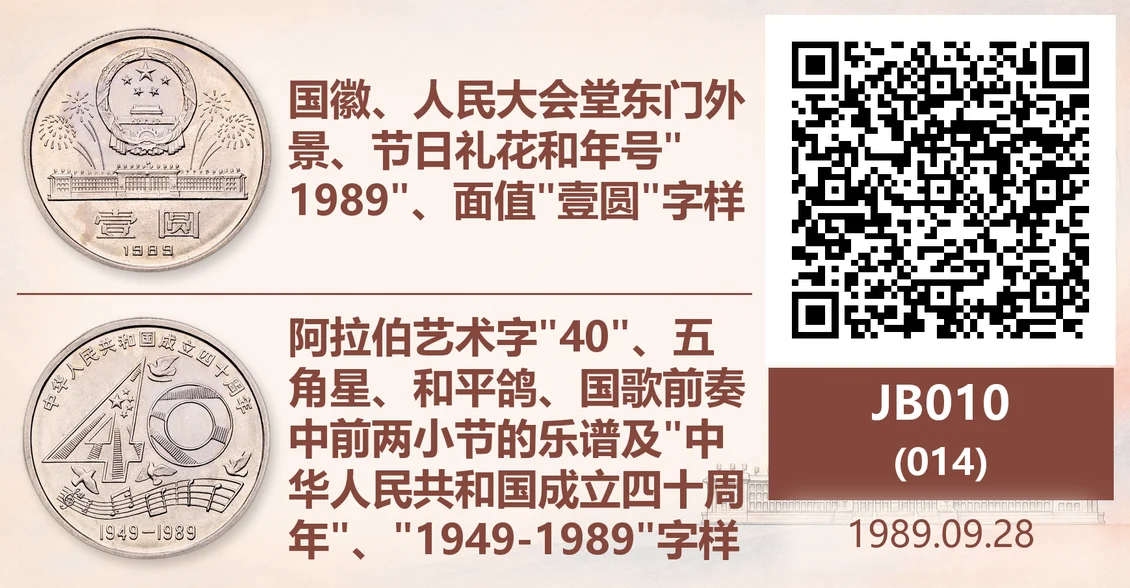 壹圆
1989
国徽、人民大会堂东门外
景、节日礼花和年号"
1989"、面值"壹圆"字样
中华人民共和国成立四十周年
40
1949-1989
阿拉伯艺术字"40"、五
角星、和平鸽、国歌前奏
中前两小节的乐谱及"中
华人民共和国成立四十周
年"、"1949-1989"字样
JB010
(014)
1989.09.28